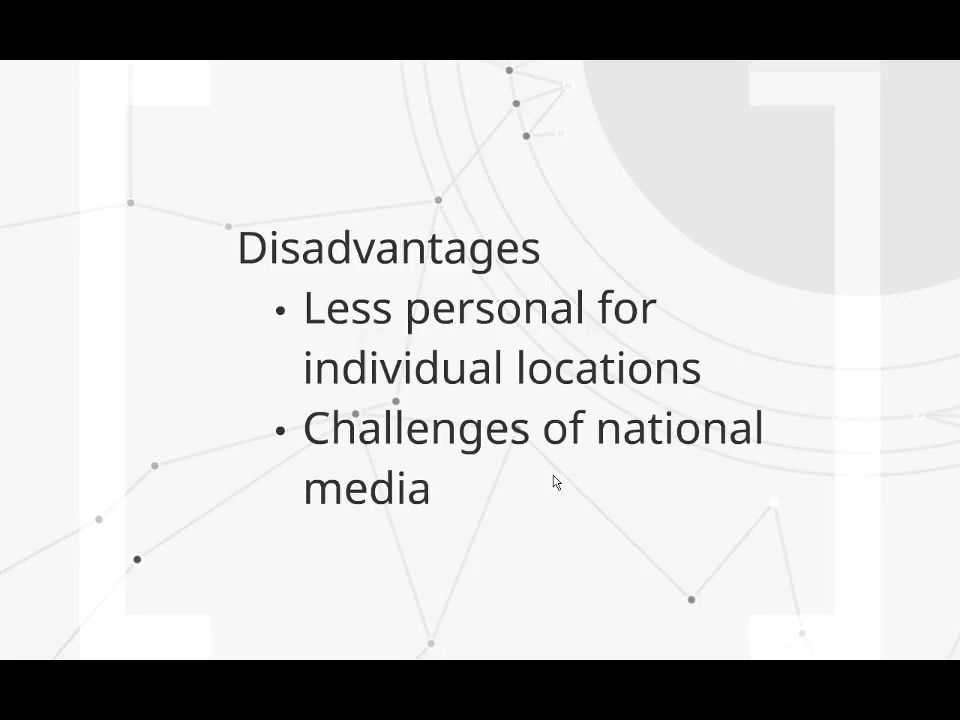 Disadvantages
• Less personal for
individual locations
• Challenges of national
media